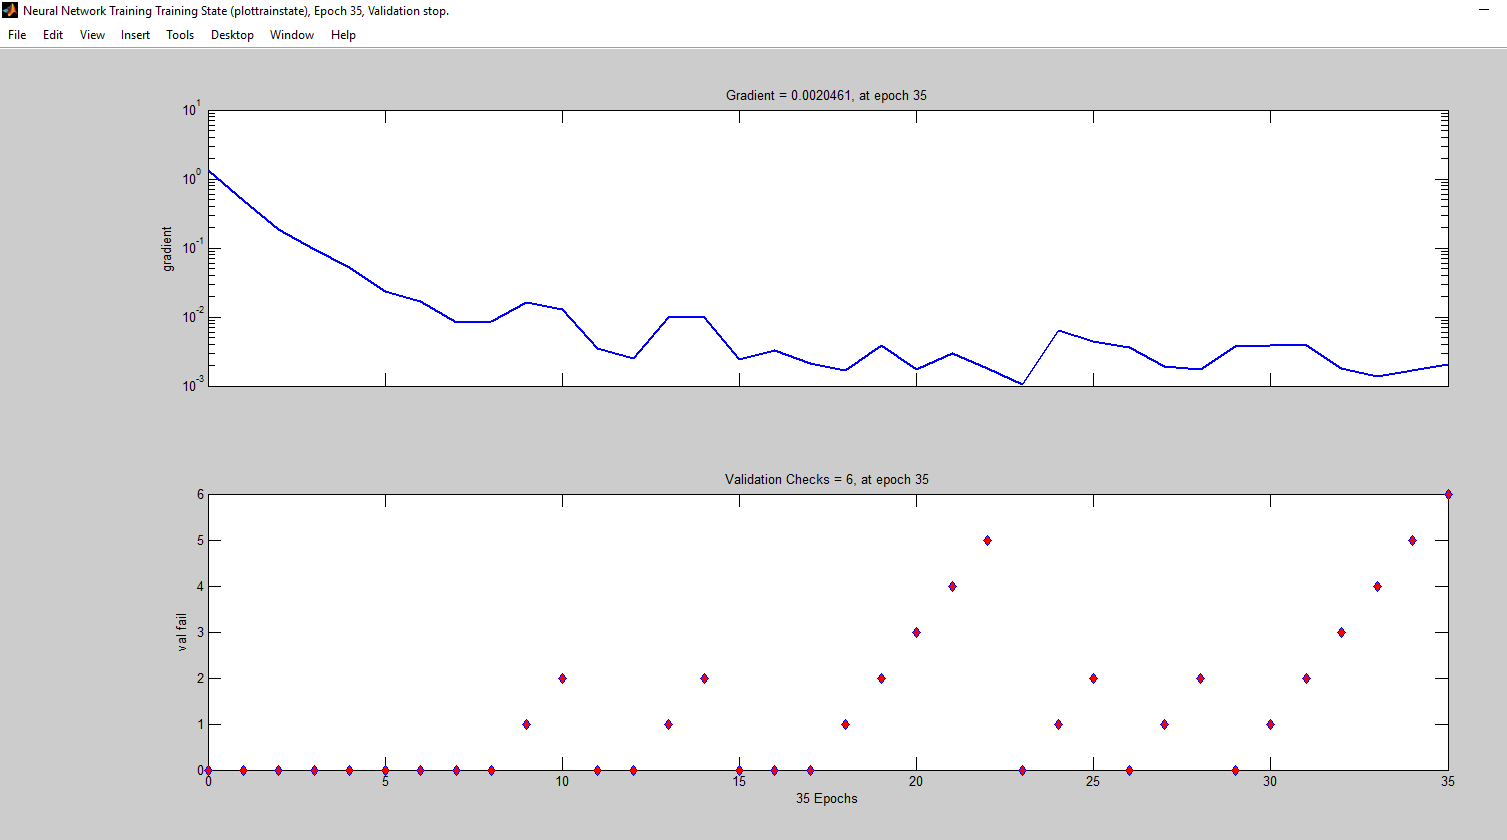 Neural Network Training Training State (plottrainstate), Epoch 35, Validation stop.
File Edit View Insert Tools Desktop Window Help
Gradient = 0.0020461, at epoch 35
10^1
10^0
10^-1
10^-2
10^-3
gradient
Validation Checks = 6, at epoch 35
6
5
4
3
2
1
0
val fail
0 5 10 15 20 25 30 35
35 Epochs